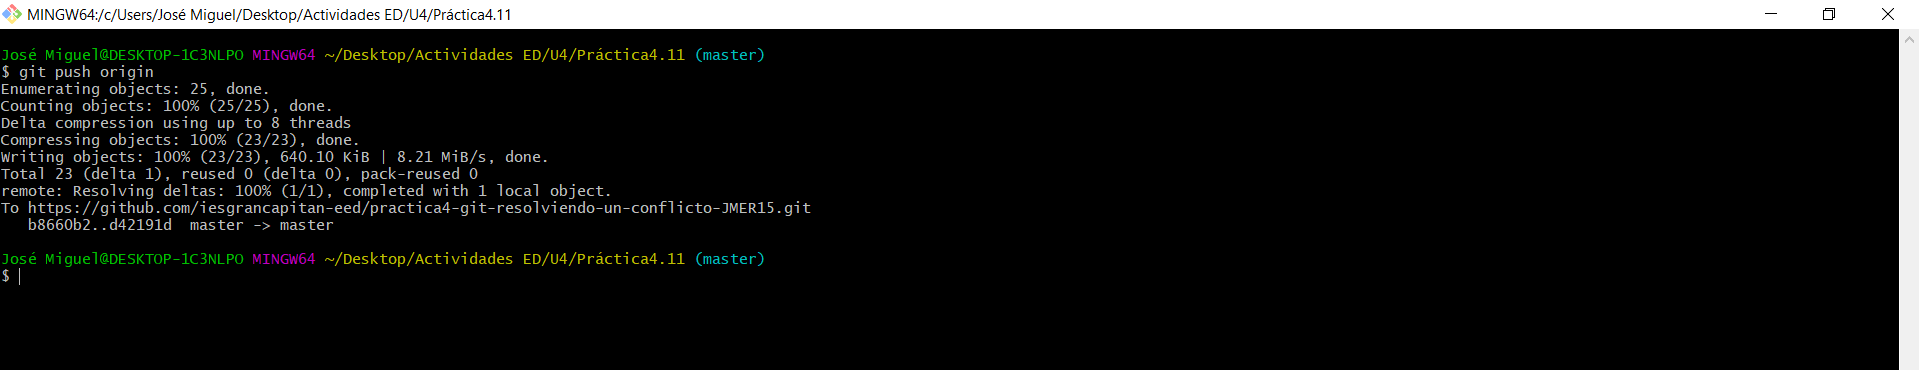 MINGW64:/c/Users/José Miguel/Desktop/Actividades ED/U4/Práctica4.11
José Miguel@DESKTOP-1C3NLPO MINGW64 ~/Desktop/Actividades ED/U4/Práctica4.11 (master)
$ git push origin
Enumerating objects: 25, done.
Counting objects: 100% (25/25), done.
Delta compression using up to 8 threads
Compressing objects: 100% (23/23), done.
Writing objects: 100% (23/23), 640.10 KiB | 8.21 MiB/s, done.
Total 23 (delta 1), reused 0 (delta 0), pack-reused 0
remote: Resolving deltas: 100% (1/1), completed with 1 local object.
To https://github.com/iesgrancapitan-eed/practica4-git-resolviendo-un-conflicto-JMER15.git
   b8660b2..d42191d  master -> master
José Miguel@DESKTOP-1C3NLPO MINGW64 ~/Desktop/Actividades ED/U4/Práctica4.11 (master)
$